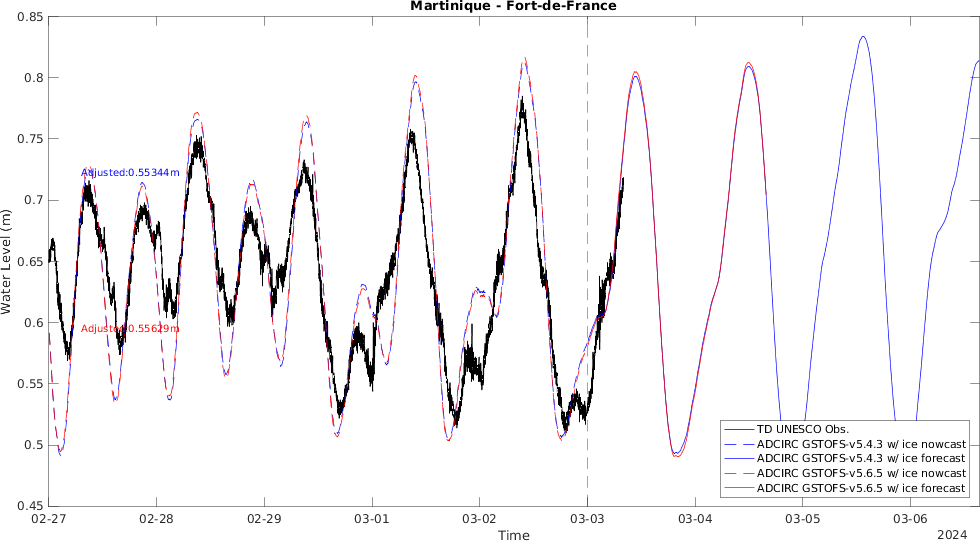 Martinique - Fort-de-France
0.85
0.8
0.75
0.7
0.65
0.6
0.55
0.5
0.45
Water Level (m)
Adjusted:0.55344m
Adjusted:0.55629m
TD UNESCO Obs.
ADCIRC GSTOFS-v5.4.3 w/ ice nowcast
ADCIRC GSTOFS-v5.4.3 w/ ice forecast
ADCIRC GSTOFS-v5.6.5 w/ ice nowcast
ADCIRC GSTOFS-v5.6.5 w/ ice forecast
02-27 02-28 02-29 03-01 03-02 03-03 03-04 03-05 03-06
Time
2024